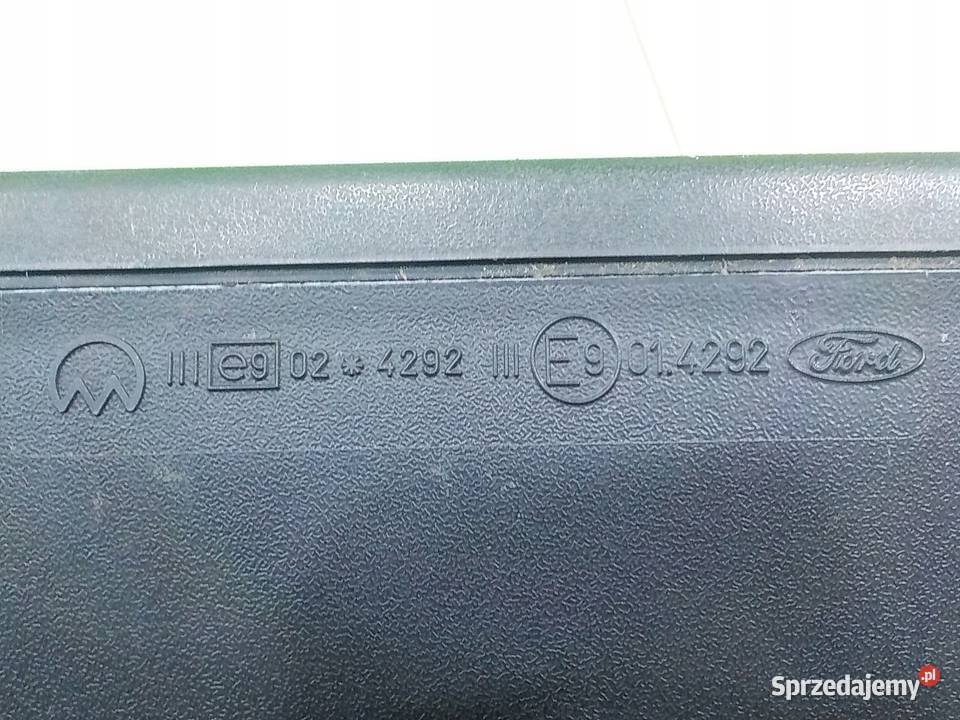 III e9 02 * 4292 III E9 01.4292 Ford
Sprzedajemy.pl